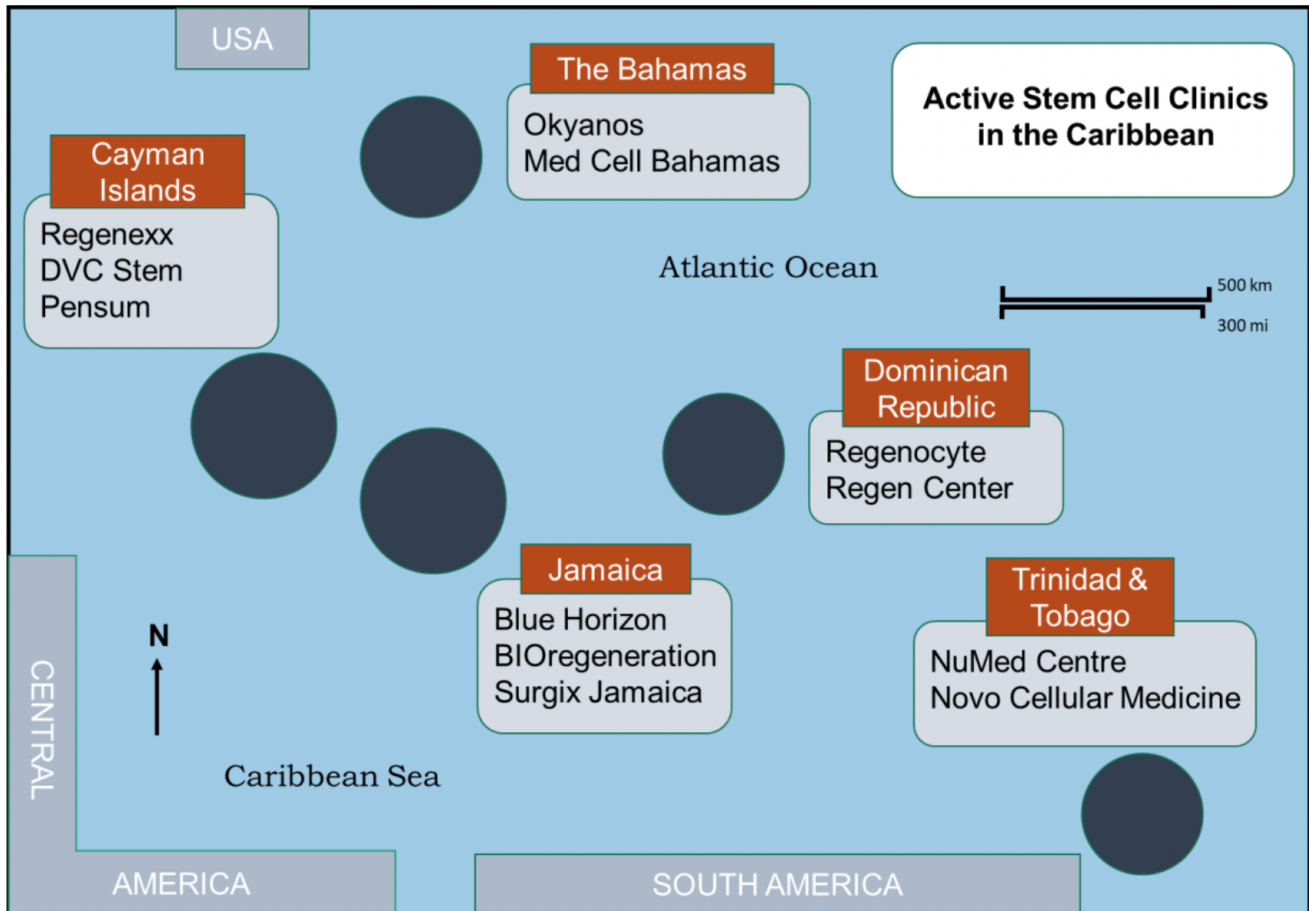 USA
The Bahamas
Okyanos
Med Cell Bahamas
Active Stem Cell Clinics
in the Caribbean
Cayman
Islands
Regenexx
DVC Stem
Pensum
Atlantic Ocean
500 km
300 mi
Dominican
Republic
Regenocyte
Regen Center
Jamaica
Blue Horizon
BIOregeneration
Surgix Jamaica
Trinidad &
Tobago
NuMed Centre
Novo Cellular Medicine
N
CENTRAL
Caribbean Sea
AMERICA
SOUTH AMERICA